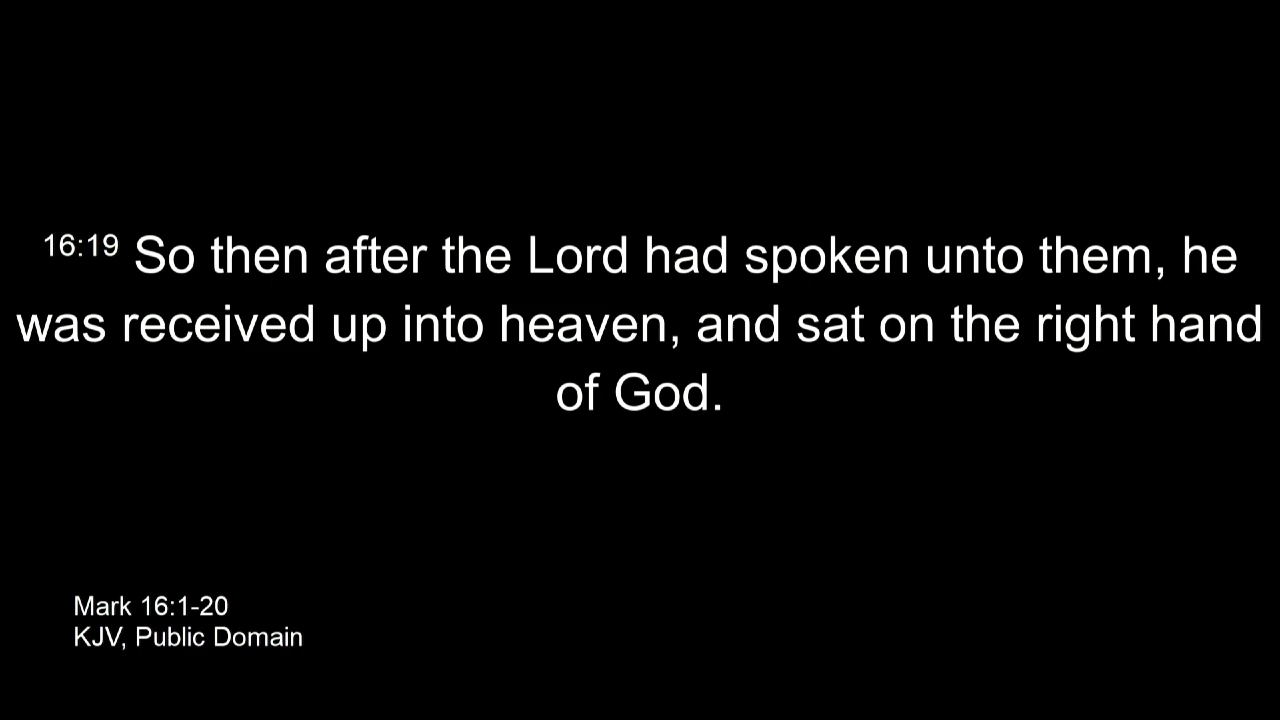 16:19 So then after the Lord had spoken unto them, he
was received up into heaven, and sat on the right hand
of God.
Mark 16:1-20
KJV, Public Domain